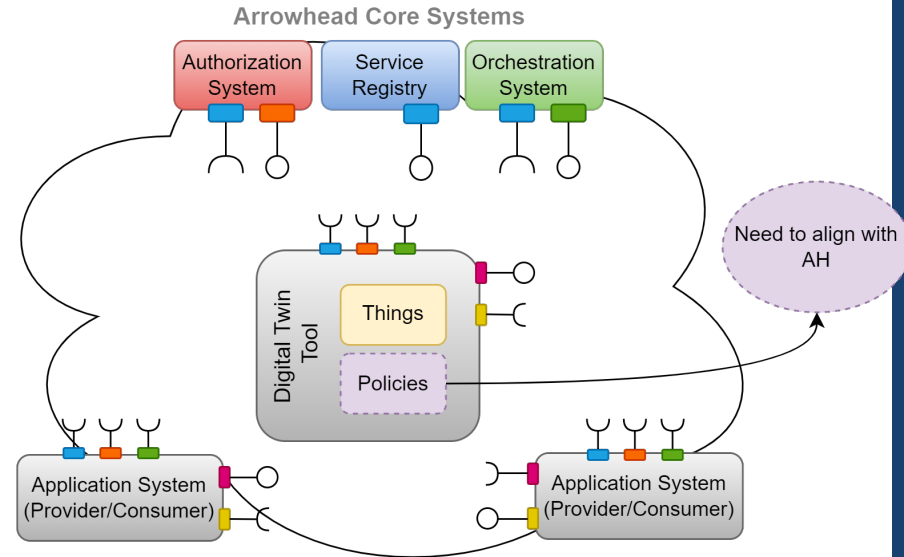 Arrowhead Core Systems
Authorization
System
Service
Registry
Orchestration
System
Need to align with
AH
Digital Twin
Tool
Things
Policies
Application System
(Provider/Consumer)
Application System
(Provider/Consumer)